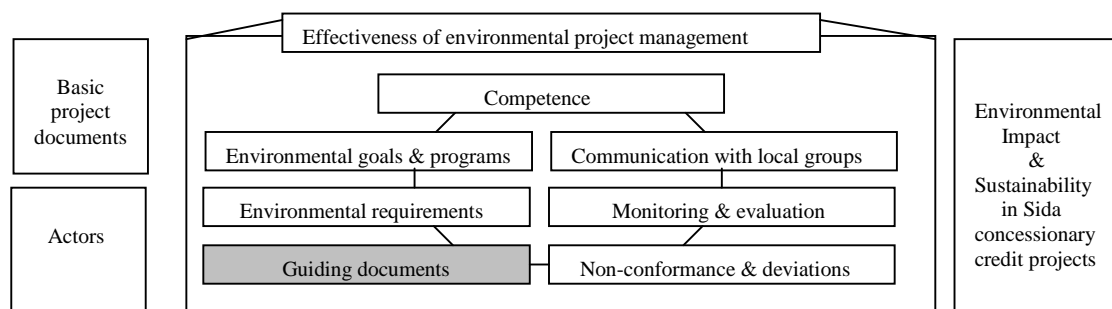 Effectiveness of environmental project management
Basic
project
documents
Actors
Competence
Environmental goals & programs
Communication with local groups
Environmental requirements
Monitoring & evaluation
Guiding documents
Non-conformance & deviations
Environmental
Impact
&
Sustainability
in Sida
concessionary
credit projects